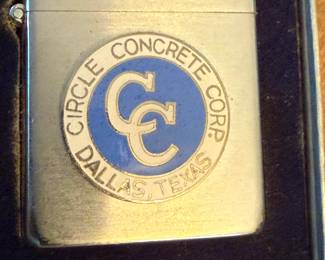 CIRCLE CONCRETE CORP
CC
DALLAS, TEXAS